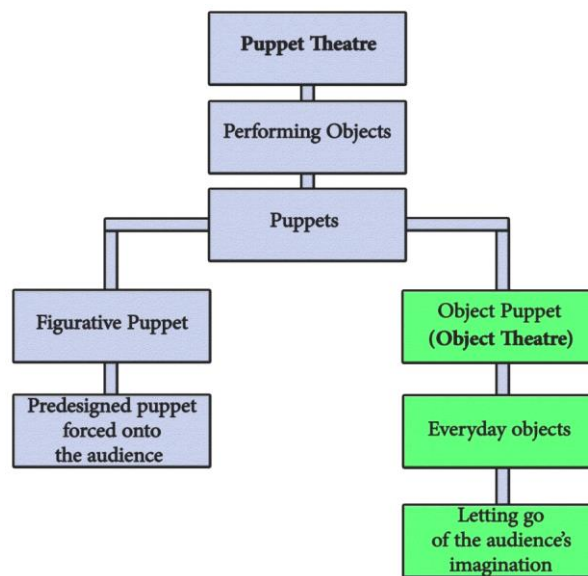 Puppet Theatre
Performing Objects
Puppets
Figurative Puppet
Predesigned puppet
forced onto
the audience
Object Puppet
(Object Theatre)
Everyday objects
Letting go
of the audience's
imagination